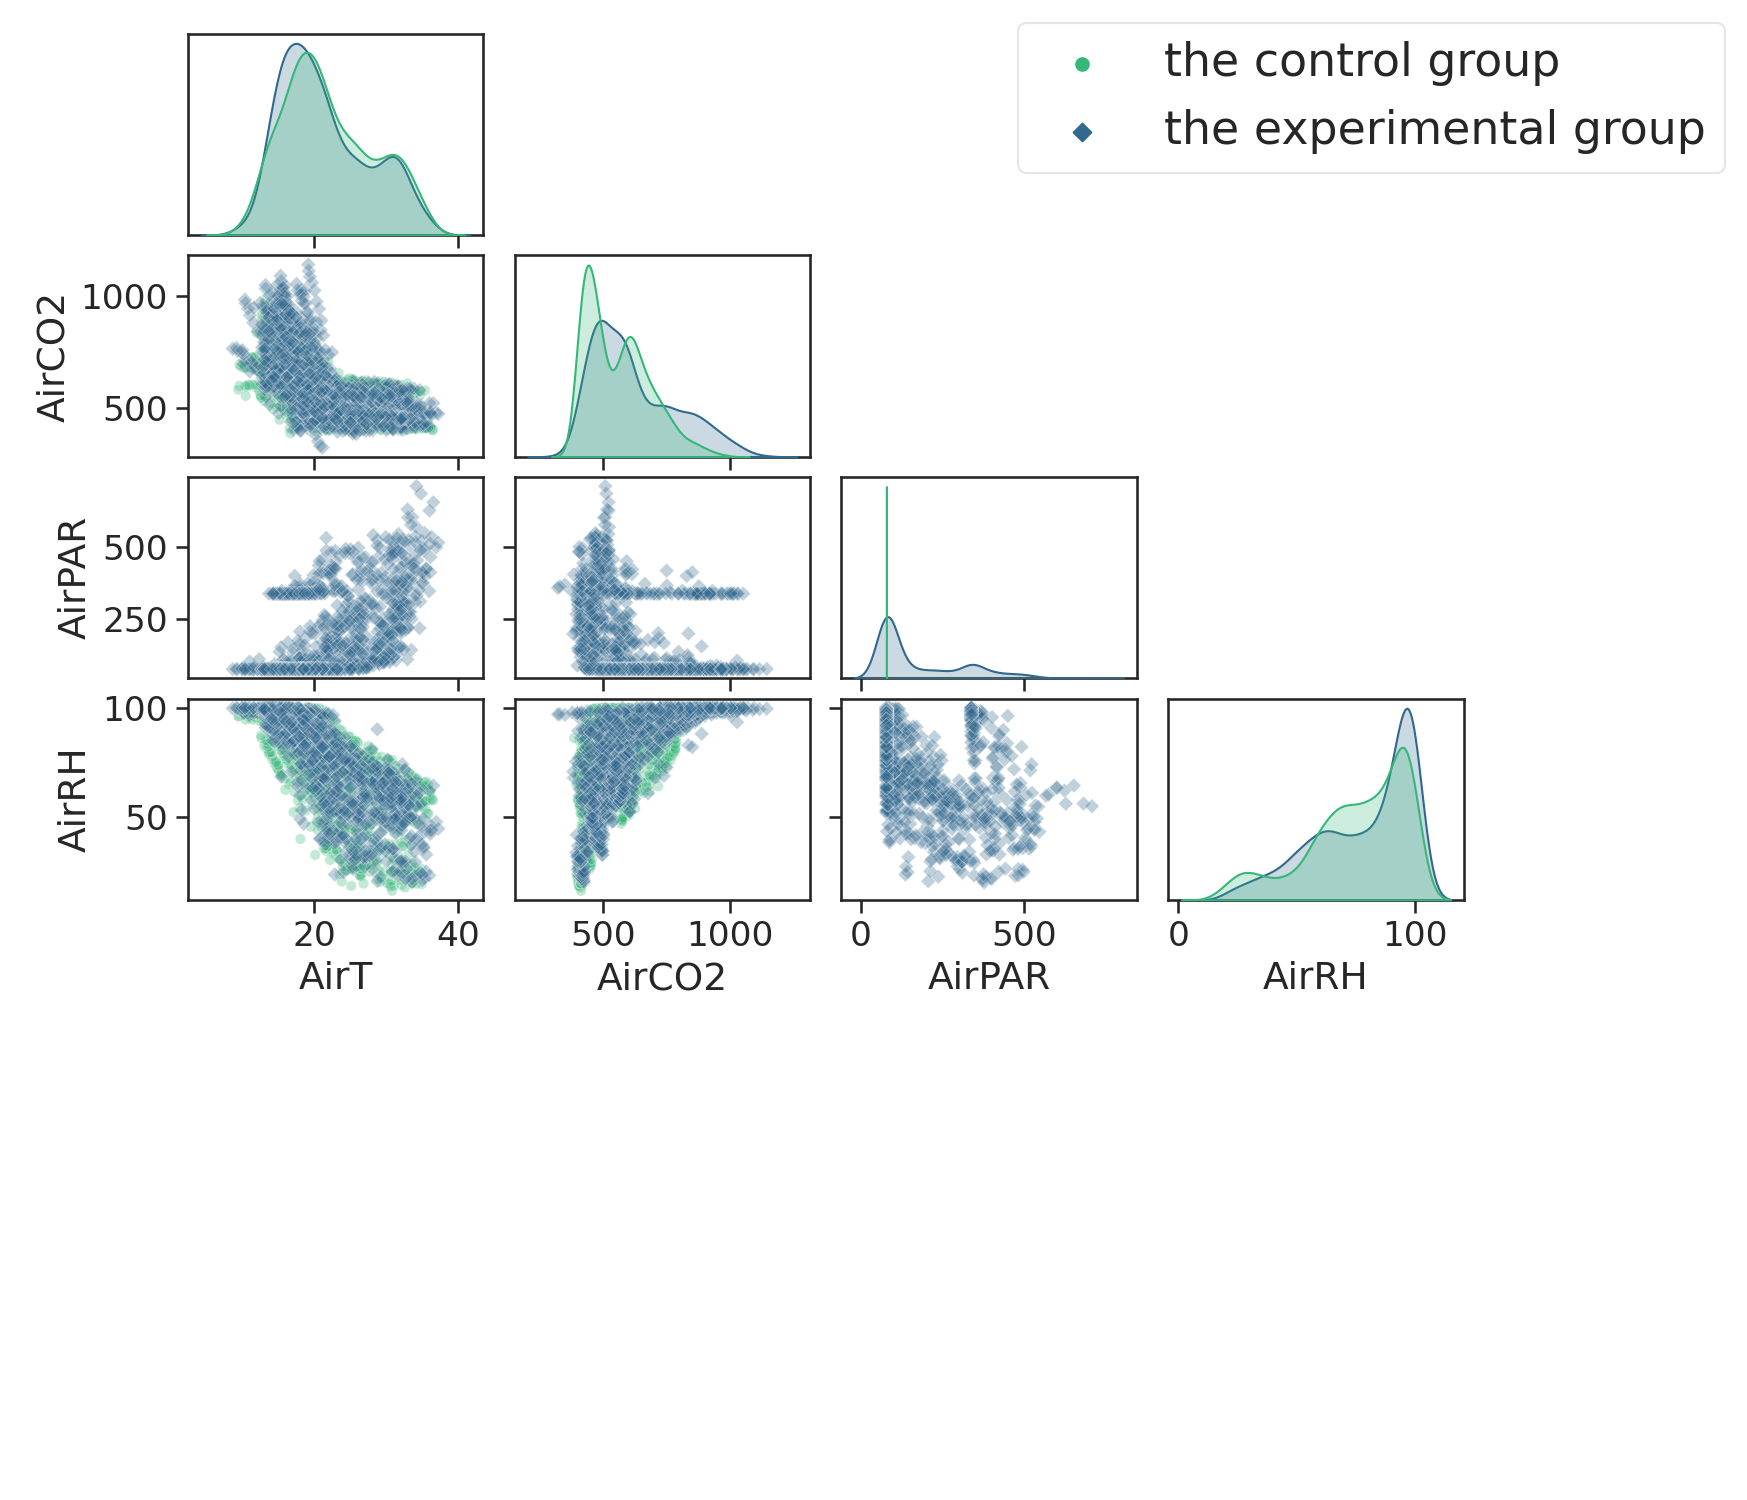 the control group
the experimental group
1000
500
AirCO2
500
250
AirPAR
100
50
AirRH
20 40 500 1000 0 500 0 100
AirT AirCO2 AirPAR AirRH